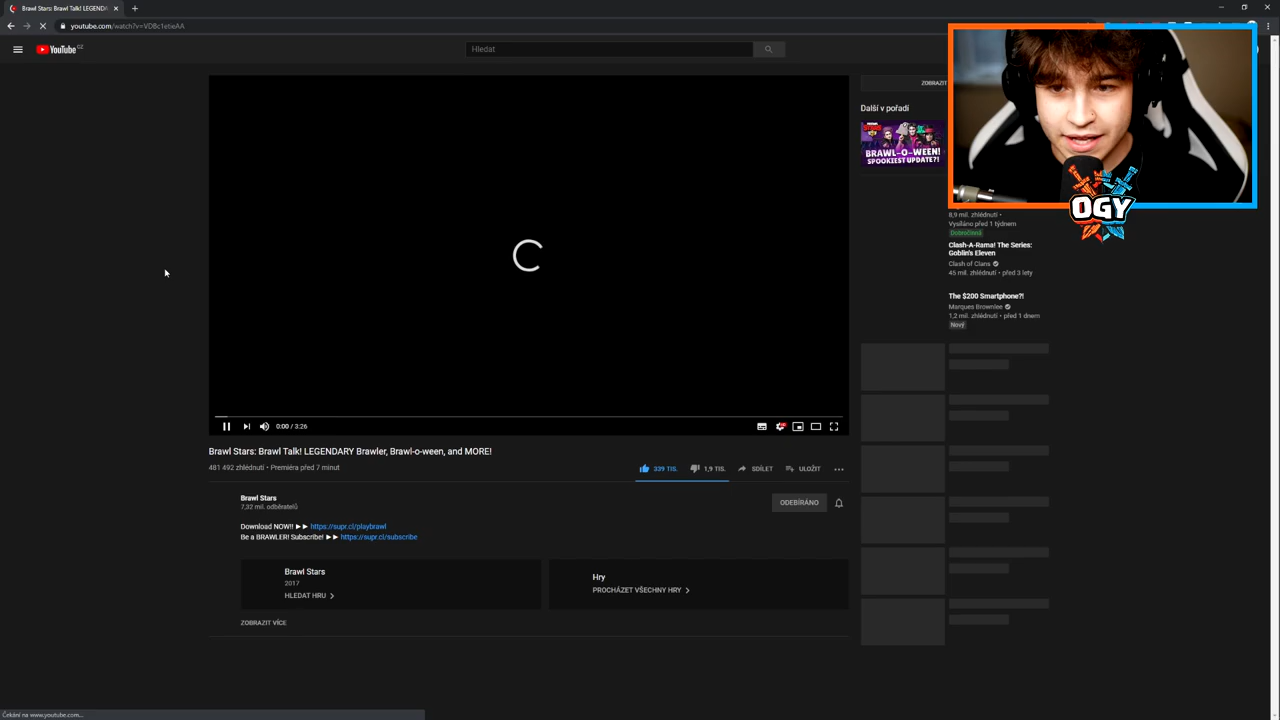 Brawl Stars: Brawl Talk! LEGEND
youtube.com/watch?v=VDBc1etieAA
YouTube CZ
Hledat
ZOBRAZIT
Další v pořadí
BRAWL-O-WEEN!
SPOOKIEST UPDATE?!
OGY
8,9 mil. zhlédnutí •
Vysíláno před 1 týdnem
Dobročinná
Clash-A-Rama! The Series:
Goblin's Eleven
Clash of Clans
45 mil. zhlédnutí • před 3 lety
The $200 Smartphone?!
Marques Brownlee
1,2 mil. zhlédnutí • před 1 dnem
Nový
0:00 / 3:26
Brawl Stars: Brawl Talk! LEGENDARY Brawler, Brawl-o-ween, and MORE!
481 492 zhlédnutí • Premiéra před 7 minut
339 TIS.
1,9 TIS.
SDÍLET
ULOŽIT
Brawl Stars
7,32 mil. odběratelů
ODEBÍRÁNO
Download NOW!! ►► https://supr.cl/playbrawl
Be a BRAWLER! Subscribe! ►► https://supr.cl/subscribe
Brawl Stars
2017
HLEDAT HRU
Hry
PROCHÁZET VŠECHNY HRY
ZOBRAZIT VÍCE
Čekání na www.youtube.com...